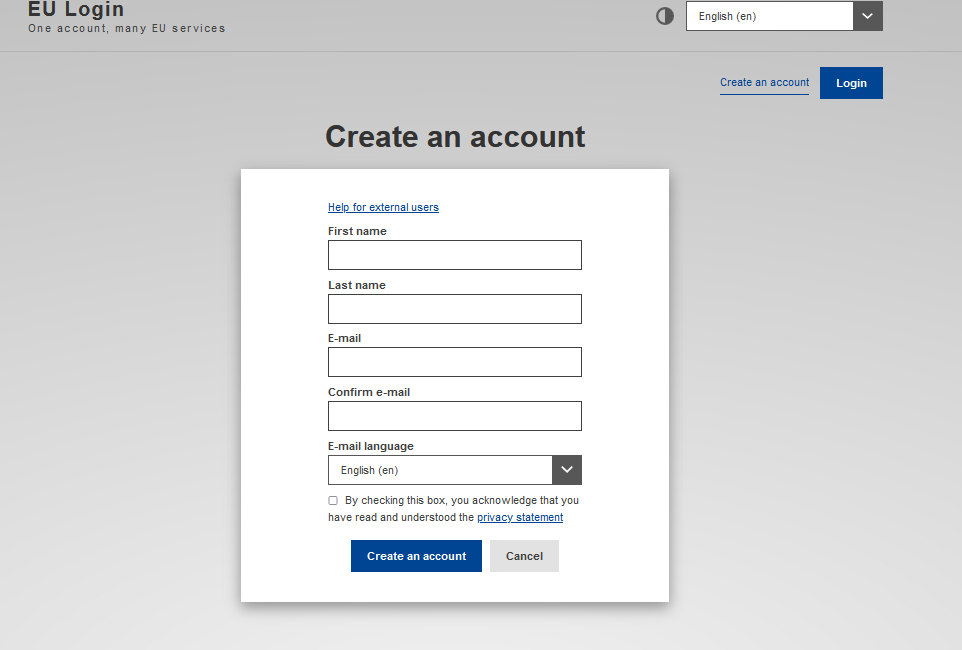 EU Login
One account, many EU services
English (en)
Create an account
Login
Create an account
Help for external users
First name
Last name
E-mail
Confirm e-mail
E-mail language
English (en)
By checking this box, you acknowledge that you
have read and understood the privacy statement
Create an account
Cancel